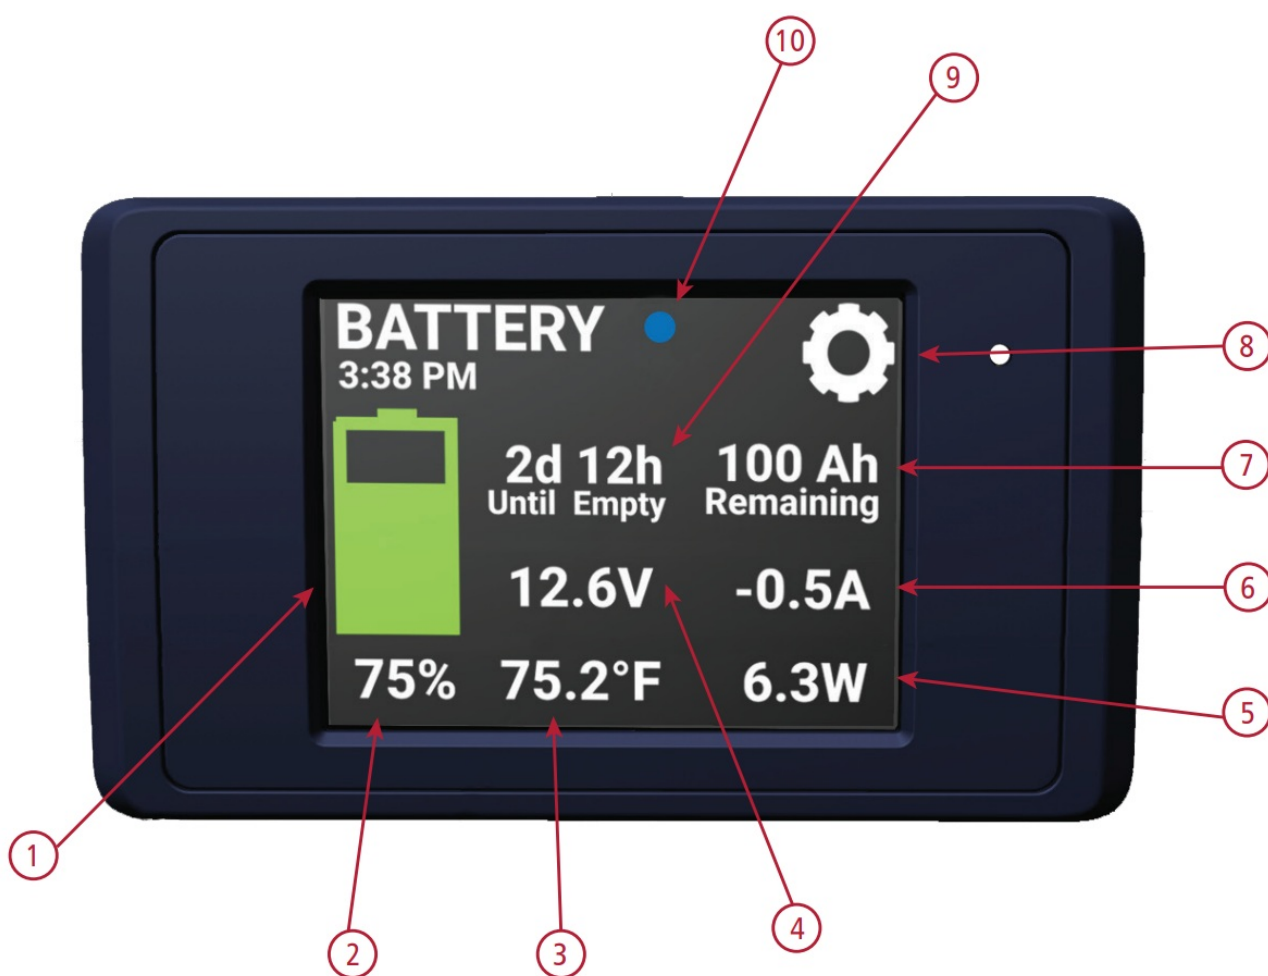 10
9
BATTERY
3:38 PM
8
2d 12h
Until Empty
100 Ah
Remaining
7
12.6V
-0.5A
6
75%
75.2°F
6.3W
5
1
2
3
4